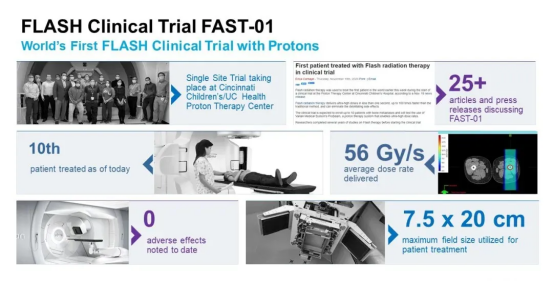 FLASH Clinical Trial FAST-01
World's First FLASH Clinical Trial with Protons
Single Site Trial taking
place at Cincinnati
Children's/UC Health
Proton Therapy Center
First patient treated with Flash radiation therapy
in clinical trial
25+
articles and press
releases discussing
FAST-01
10th
patient treated as of today
56 Gy/s
average dose rate
delivered
0
adverse effects
noted to date
7.5 x 20 cm
maximum field size utilized for
patient treatment